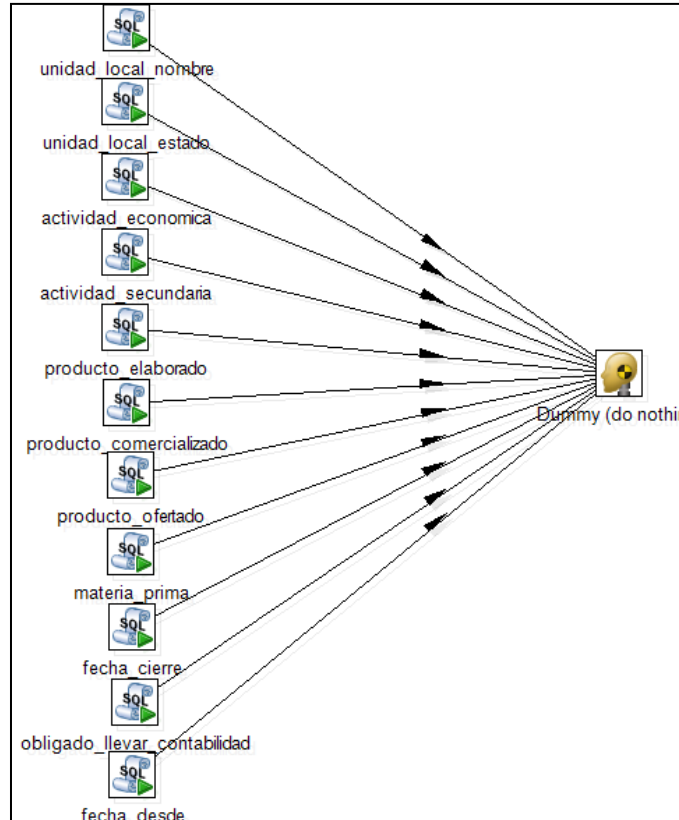 SQL
unidad_local_nombre
SQL
unidad_local_estado
SQL
actividad_economica
SQL
actividad_secundaria
SQL
producto_elaborado
SQL
producto_comercializado
SQL
producto_ofertado
SQL
materia_prima
SQL
fecha_cierre
SQL
obligado_llevar_contabilidad
SQL
fecha_desde
Dummy (do nothi